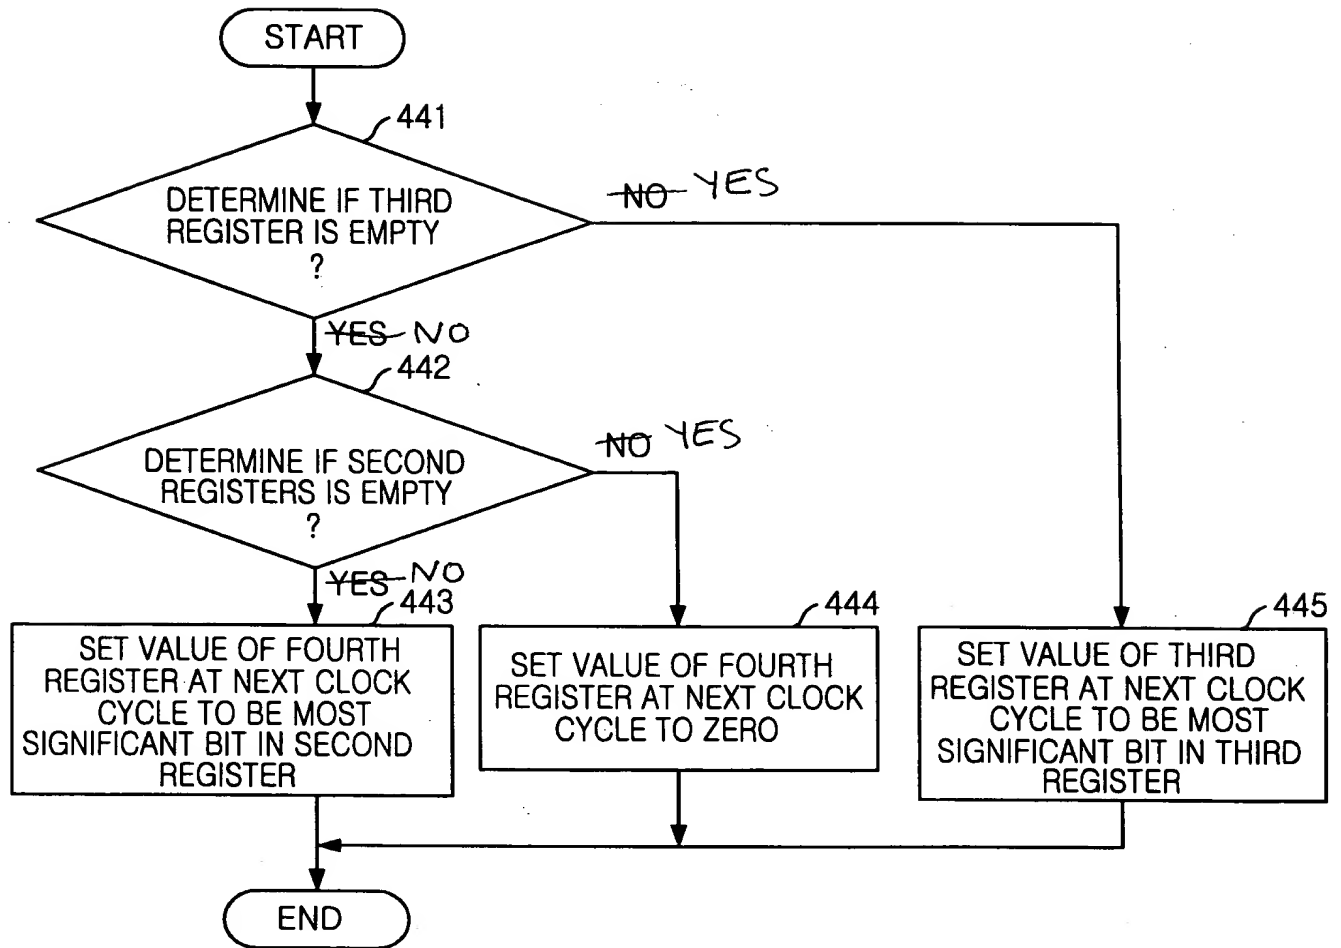 START
441
DETERMINE IF THIRD
REGISTER IS EMPTY
?
NO YES
YES NO
442
DETERMINE IF SECOND
REGISTERS IS EMPTY
?
NO YES
YES NO
443
SET VALUE OF FOURTH
REGISTER AT NEXT CLOCK
CYCLE TO BE MOST
SIGNIFICANT BIT IN SECOND
REGISTER
444
SET VALUE OF FOURTH
REGISTER AT NEXT CLOCK
CYCLE TO ZERO
445
SET VALUE OF THIRD
REGISTER AT NEXT CLOCK
CYCLE TO BE MOST
SIGNIFICANT BIT IN THIRD
REGISTER
END